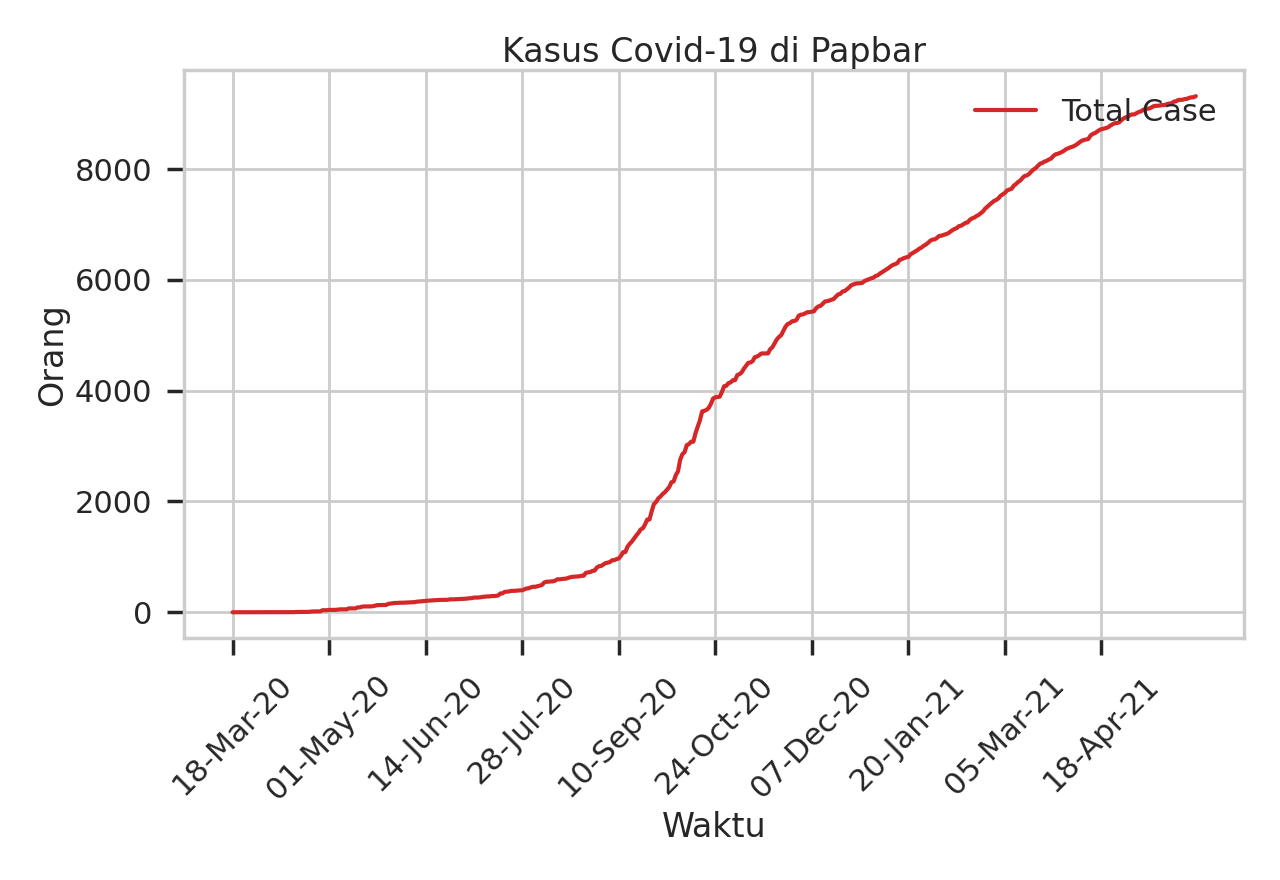 Kasus Covid-19 di Papbar
Total Case
8000
6000
4000
2000
0
Orang
18-Mar-20
01-May-20
14-Jun-20
28-Jul-20
10-Sep-20
24-Oct-20
07-Dec-20
20-Jan-21
05-Mar-21
18-Apr-21
Waktu